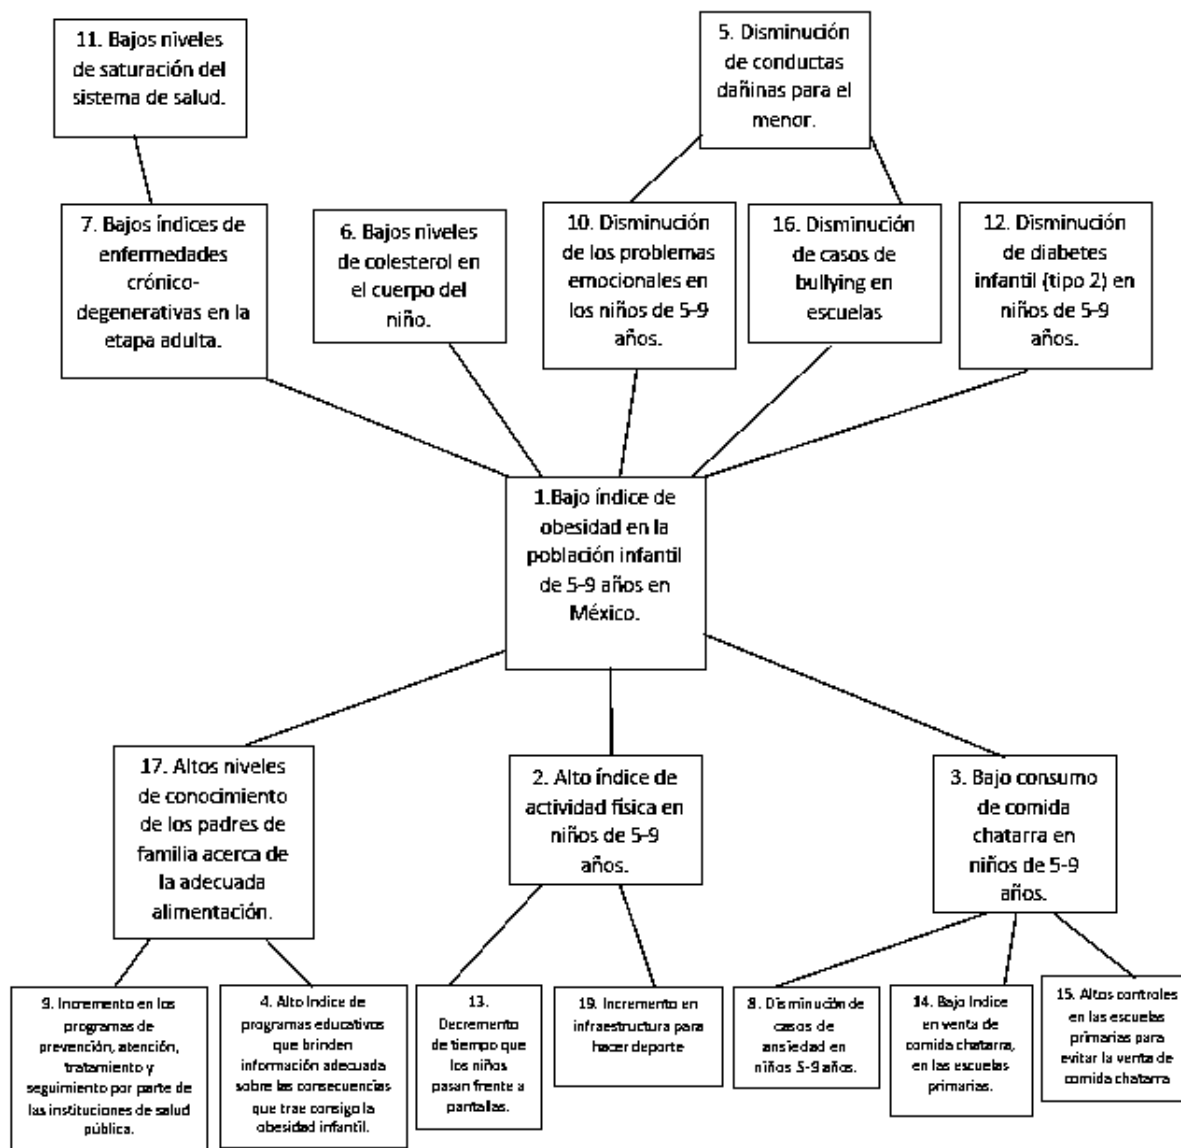 11. Bajos niveles
de saturación del
sistema de salud.
5. Disminución
de conductas
dañinas para el
menor.
7. Bajos índices de
enfermedades
crónico-
degenerativas en la
etapa adulta.
6. Bajos niveles
de colesterol en
el cuerpo del
niño.
10. Disminución
de los problemas
emocionales en
los niños de 5-9
años.
16. Disminución
de casos de
bullying en
escuelas
12. Disminución
de diabetes
infantil (tipo 2) en
niños de 5-9
años.
1.Bajo índice de
obesidad en la
población infantil
de 5-9 años en
México.
17. Altos niveles
de conocimiento
de los padres de
familia acerca de
la adecuada
alimentación.
2. Alto índice de
actividad física en
niños de 5-9
años.
3. Bajo consumo
de comida
chatarra en
niños de 5-9
años.
9. Incremento en los
programas de
prevención, atención,
tratamiento y
seguimiento por parte de
las instituciones de salud
pública.
4. Alto Indice de
programas educativos
que brinden
información adecuada
sobre las consecuencias
que trae consigo la
obesidad infantil.
13.
Decremento
de tiempo que
los niños
pasan frente a
pantallas.
19. Incremento en
infraestructura para
hacer deporte
8. Disminución de
casos de
ansiedad en
niños 5-9 años.
14. Bajo Indice
en venta de
comida chatarra,
en las escuelas
primarias.
15. Altos controles
en las escuelas
primarias para
evitar la venta de
comida chatarra